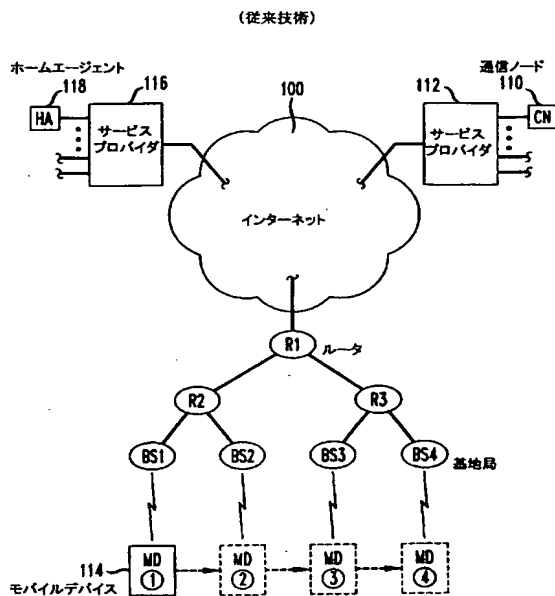 (従来技術)
ホームエージェント
118
116
HA
サービス
プロバイダ
100
インターネット
通信ノード
112
110
サービス
プロバイダ
CN
R1
ルータ
R2
R3
BS1
BS2
BS3
BS4
基地局
114
MD
①
MD
②
MD
③
MD
④
モバイルデバイス